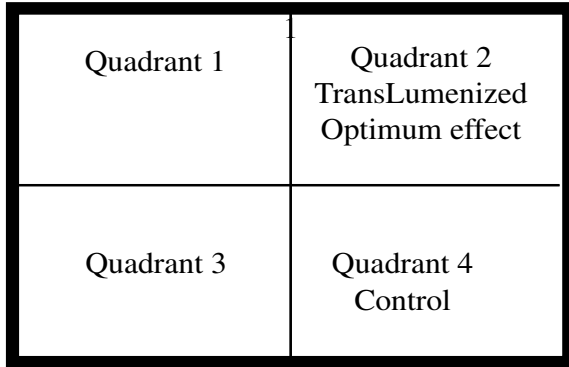 1
Quadrant 1
Quadrant 2
TransLumenized
Optimum effect
Quadrant 3
Quadrant 4
Control